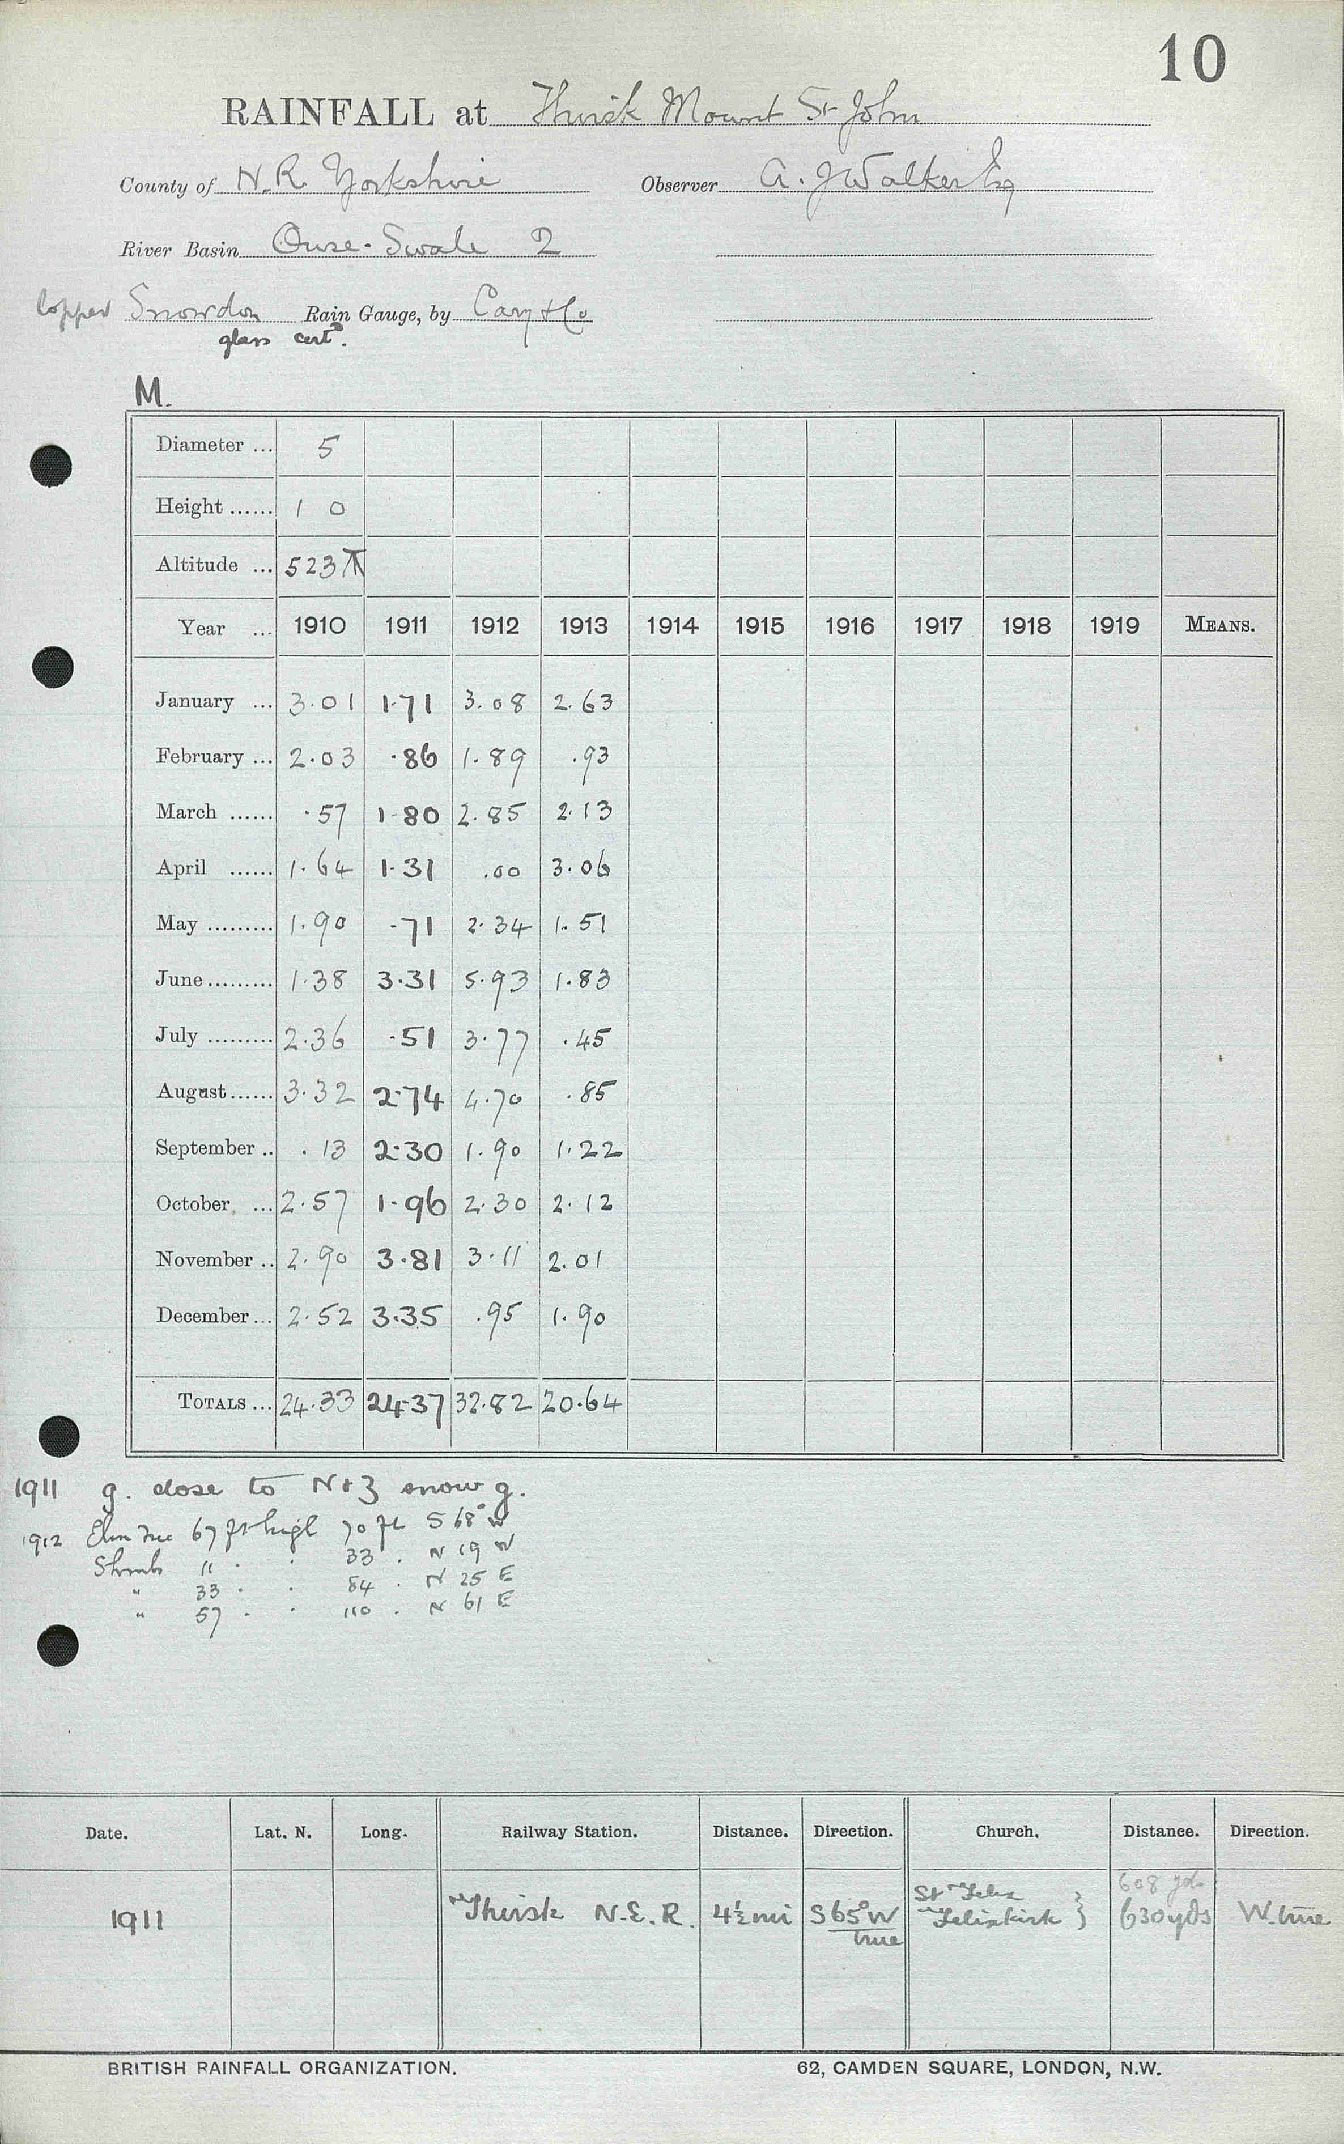 10
RAINFALL at Thirsk Mount St John
County of N.R. Yorkshire Observer A. J Walker Esq
River Basin Ouse-Swale 2
Copper Snowdon Rain Gauge, by Cary & Co
glass certd.
M.
Diameter ... 5
Height ...... 1 0
Altitude ... 523
Year ... 1910 1911 1912 1913 1914 1915 1916 1917 1918 1919 MEANS.
January ... 3.01 1.71 3.08 2.63
February ... 2.03 .86 1.89 .93
March ...... .57 1.80 2.85 2.13
April ...... 1.64 1.31 .00 3.06
May ......... 1.90 .71 2.34 1.51
June ......... 1.38 3.31 5.93 1.83
July ......... 2.36 .51 3.77 .45
August ...... 3.32 2.74 4.70 .85
September .. .13 2.30 1.90 1.22
October ... 2.57 1.96 2.30 2.12
November .. 2.90 3.81 3.11 2.01
December ... 2.52 3.35 .95 1.90
TOTALS ... 24.33 24.37 32.82 20.64
1911 g. close to N & 3 snow g.
1912 Elm Tree 67 ft high 70 ft S 68° W
Shrub 11 . . 33 . N 19 W
" 33 . . 84 . N 25 E
" 57 . . 110 . N 61 E
Date. Lat. N. Long. Railway Station. Distance. Direction. Church. Distance. Direction.
608 yds
1911 Thirsk N.E.R. 4½ mi S 65° W true St Felix Felixkirk } 630 yds W. true
BRITISH RAINFALL ORGANIZATION. 62, CAMDEN SQUARE, LONDON, N.W.